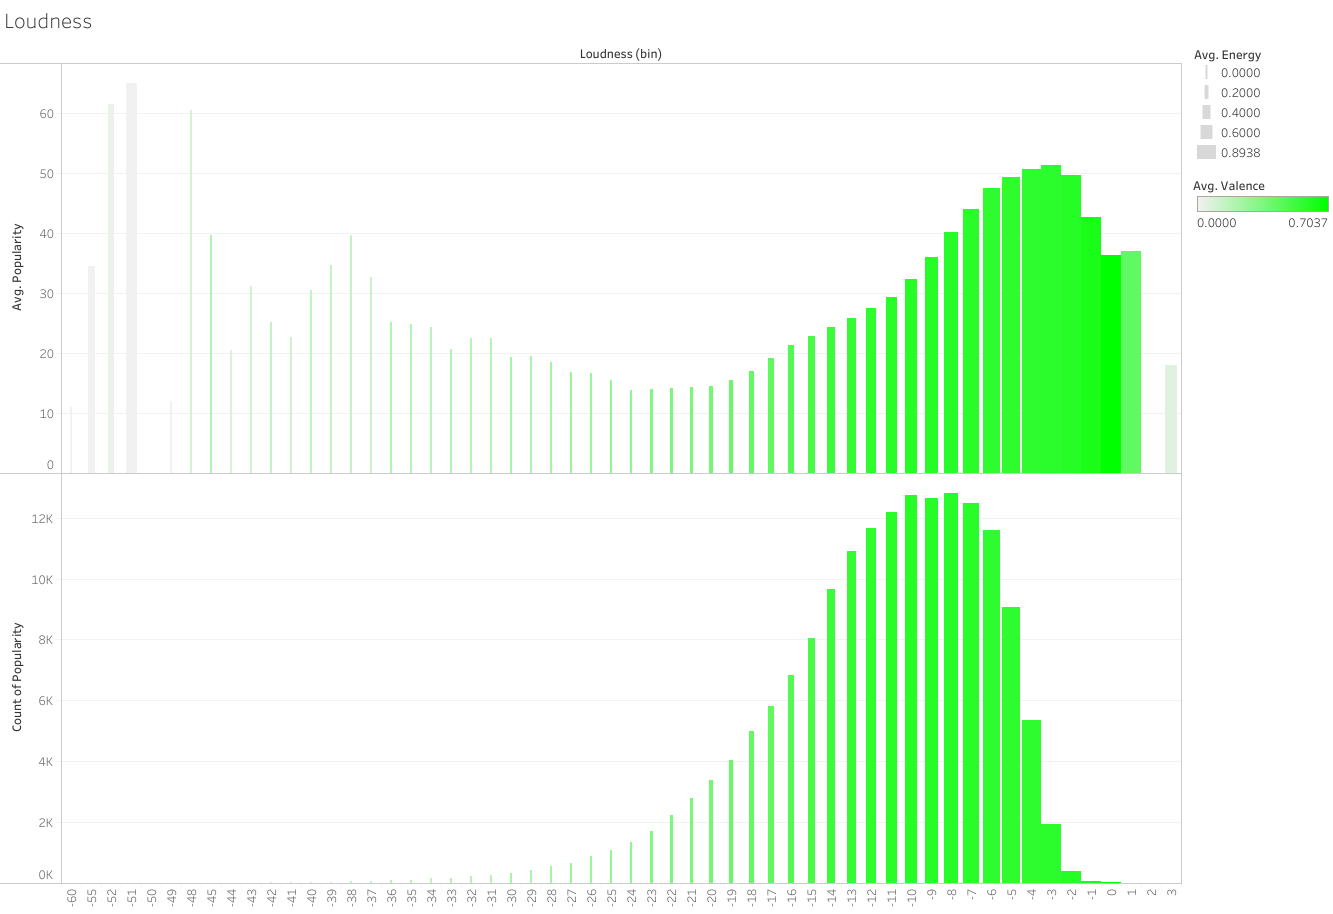 Loudness
Loudness (bin)
Avg. Popularity
60
50
40
30
20
10
0
Count of Popularity
12K
10K
8K
6K
4K
2K
0K
-60 -55 -52 -51 -50 -49 -48 -45 -44 -43 -42 -41 -40 -39 -38 -37 -36 -35 -34 -33 -32 -31 -30 -29 -28 -27 -26 -25 -24 -23 -22 -21 -20 -19 -18 -17 -16 -15 -14 -13 -12 -11 -10 -9 -8 -7 -6 -5 -4 -3 -2 -1 0 1 2 3
Avg. Energy
0.0000
0.2000
0.4000
0.6000
0.8938
Avg. Valence
0.0000 0.7037